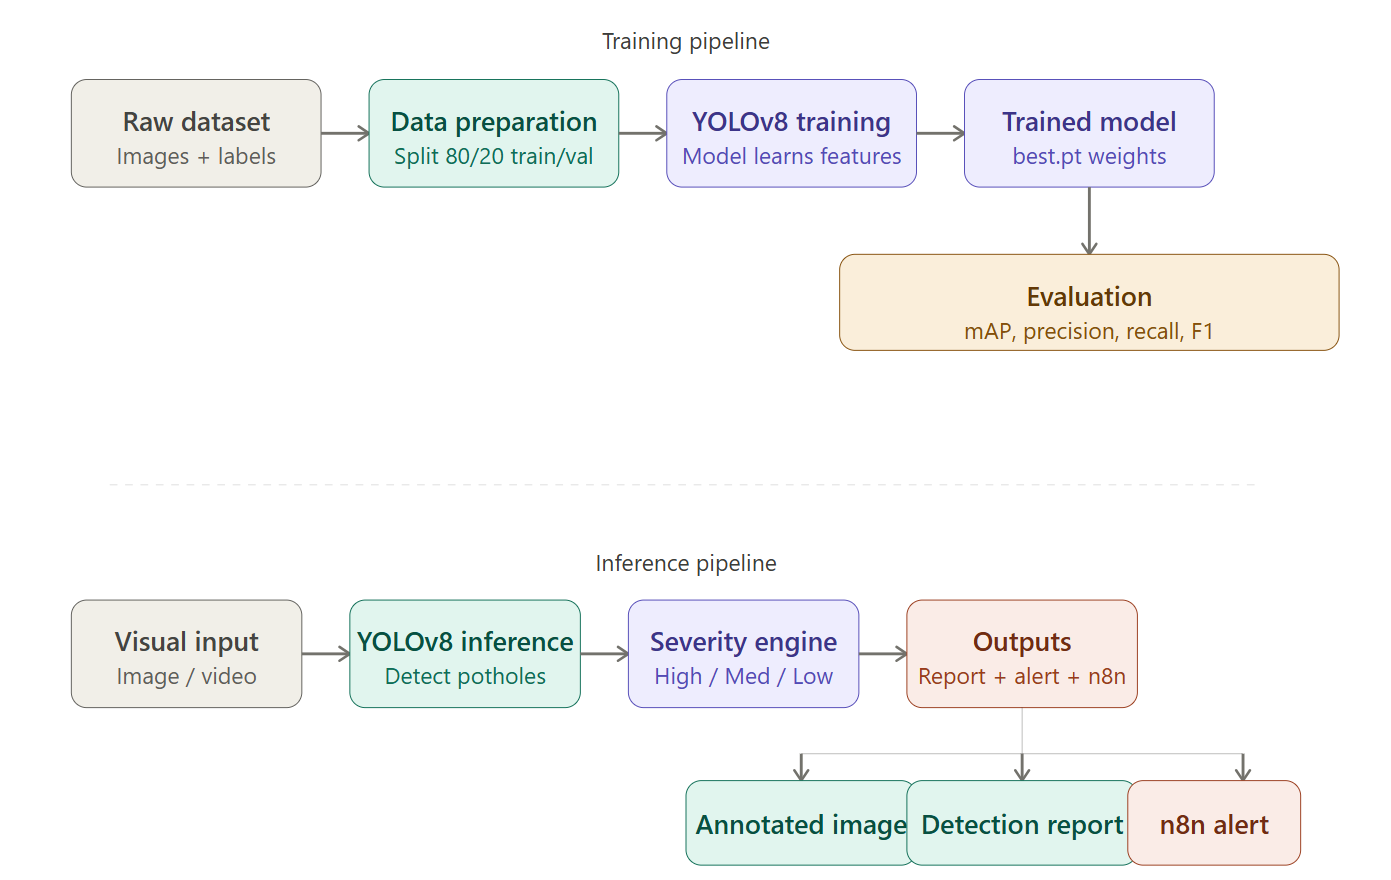 Training pipeline
Raw dataset
Images + labels
Data preparation
Split 80/20 train/val
YOLOv8 training
Model learns features
Trained model
best.pt weights
Evaluation
mAP, precision, recall, F1
Inference pipeline
Visual input
Image / video
YOLOv8 inference
Detect potholes
Severity engine
High / Med / Low
Outputs
Report + alert + n8n
Annotated image
Detection report
n8n alert